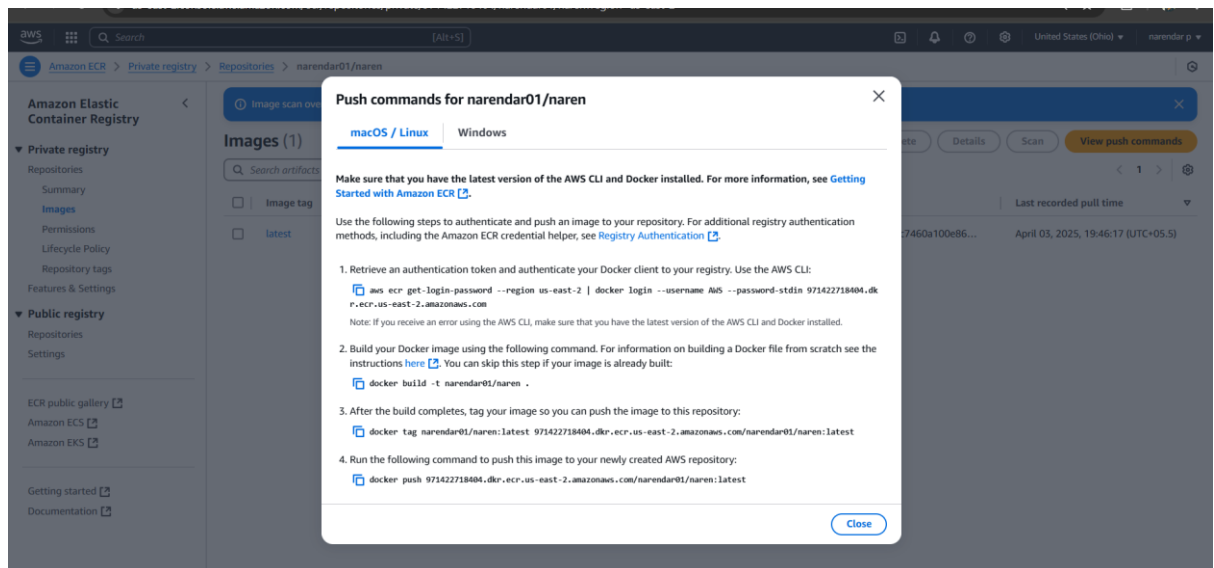 aws
Search
[Alt+S]
United States (Ohio)
narendar p
Amazon ECR > Private registry > Repositories > narendar01/naren
Amazon Elastic
Container Registry
Private registry
Repositories
Summary
Images
Permissions
Lifecycle Policy
Repository tags
Features & Settings
Public registry
Repositories
Settings
ECR public gallery
Amazon ECS
Amazon EKS
Getting started
Documentation
Image scan ove
Images (1)
Details
Scan
View push commands
Search artifacts
1
Image tag
Last recorded pull time
latest
:7460a100e86...
April 03, 2025, 19:46:17 (UTC+05.5)
Push commands for narendar01/naren
macOS / Linux
Windows
Make sure that you have the latest version of the AWS CLI and Docker installed. For more information, see Getting
Started with Amazon ECR.
Use the following steps to authenticate and push an image to your repository. For additional registry authentication
methods, including the Amazon ECR credential helper, see Registry Authentication.
1. Retrieve an authentication token and authenticate your Docker client to your registry. Use the AWS CLI:
aws ecr get-login-password --region us-east-2 | docker login --username AWS --password-stdin 971422718404.dk
r.ecr.us-east-2.amazonaws.com
Note: If you receive an error using the AWS CLI, make sure that you have the latest version of the AWS CLI and Docker installed.
2. Build your Docker image using the following command. For information on building a Docker file from scratch see the
instructions here. You can skip this step if your image is already built:
docker build -t narendar01/naren .
3. After the build completes, tag your image so you can push the image to this repository:
docker tag narendar01/naren:latest 971422718404.dkr.ecr.us-east-2.amazonaws.com/narendar01/naren:latest
4. Run the following command to push this image to your newly created AWS repository:
docker push 971422718404.dkr.ecr.us-east-2.amazonaws.com/narendar01/naren:latest
Close